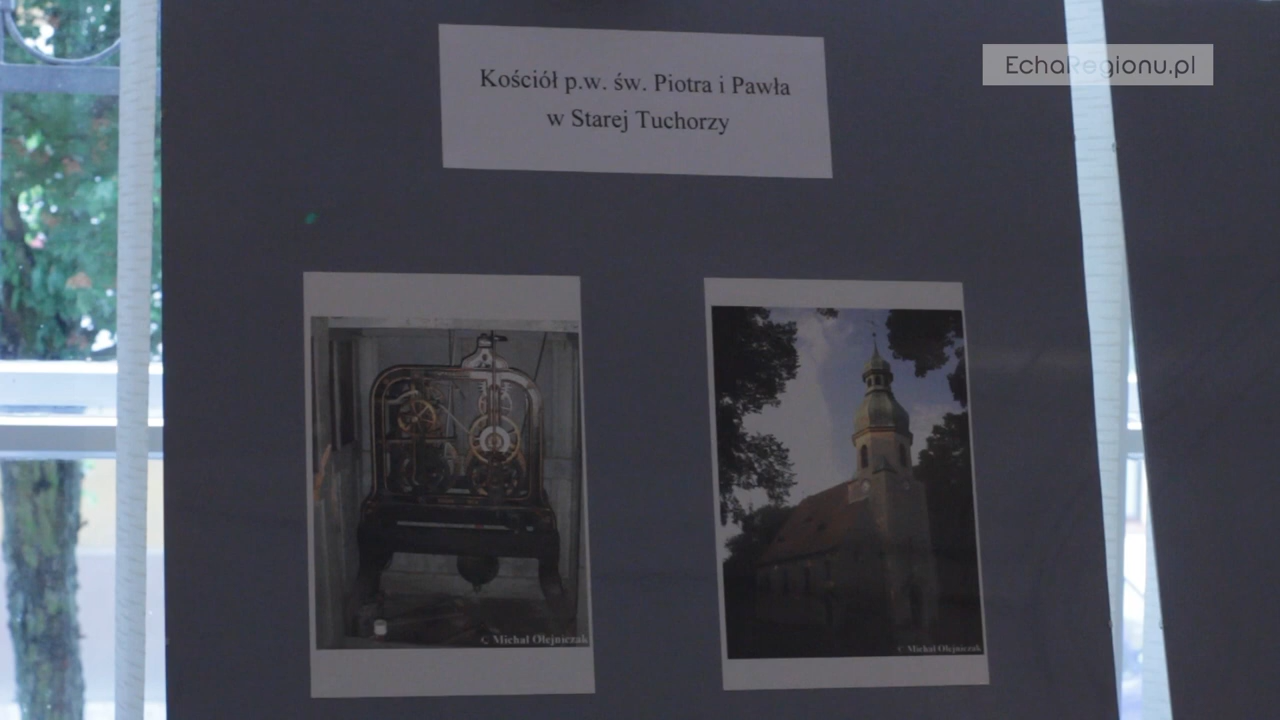 EchaRegionu.pl
Kościół p.w. św. Piotra i Pawła
w Starej Tuchorzy
© Michał Olejniczak
© Michał Olejniczak